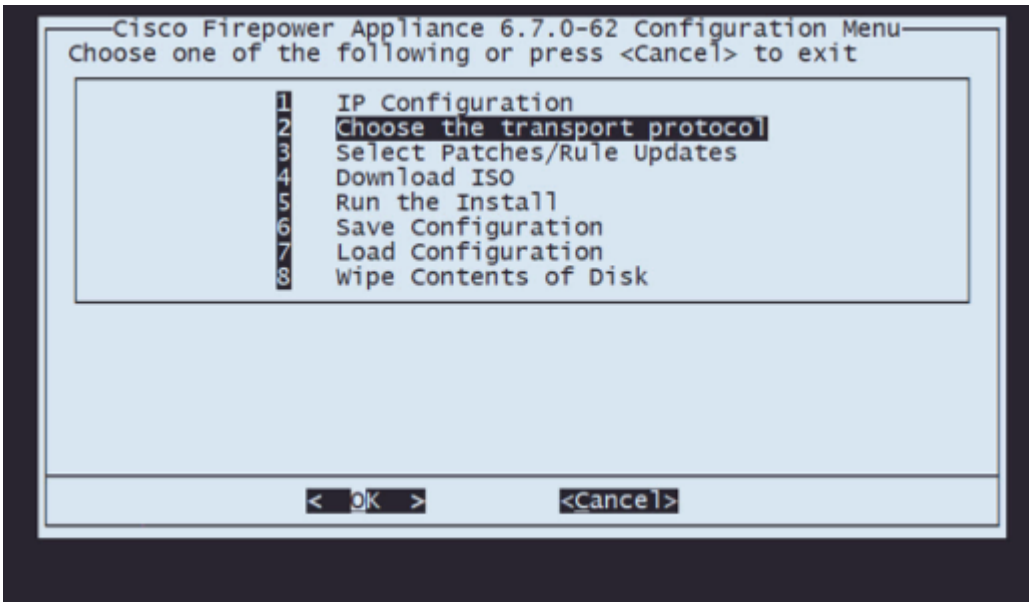 Cisco Firepower Appliance 6.7.0-62 Configuration Menu
Choose one of the following or press <Cancel> to exit
1 IP Configuration
2 Choose the transport protocol
3 Select Patches/Rule Updates
4 Download ISO
5 Run the Install
6 Save Configuration
7 Load Configuration
8 Wipe Contents of Disk
< OK > <Cancel>